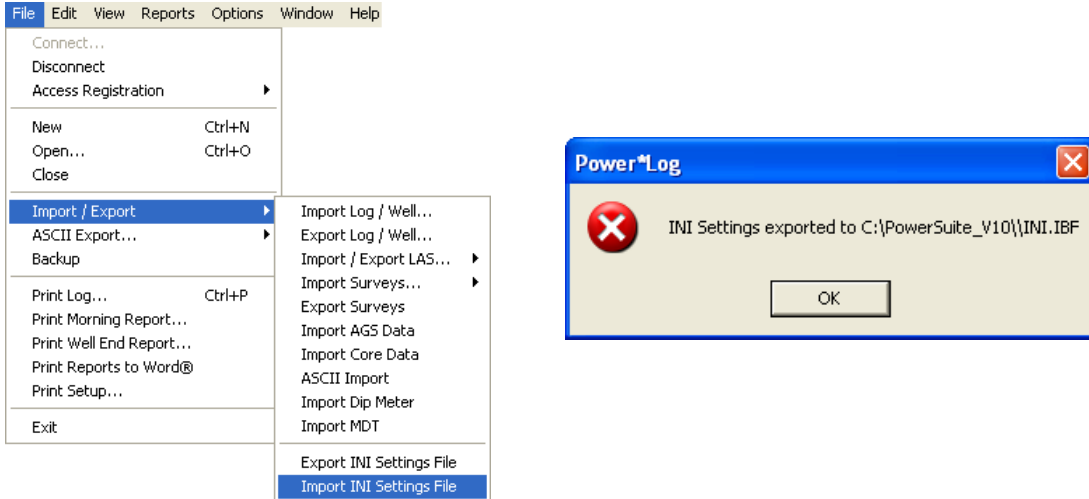 File Edit View Reports Options Window Help
Connect...
Disconnect
Access Registration
New Ctrl+N
Open... Ctrl+O
Close
Import / Export
ASCII Export...
Backup
Print Log... Ctrl+P
Print Morning Report...
Print Well End Report...
Print Reports to Word®
Print Setup...
Exit
Import Log / Well...
Export Log / Well...
Import / Export LAS...
Import Surveys...
Export Surveys
Import AGS Data
Import Core Data
ASCII Import
Import Dip Meter
Import MDT
Export INI Settings File
Import INI Settings File
Power*Log
INI Settings exported to C:\PowerSuite_V10\\INI.IBF
OK